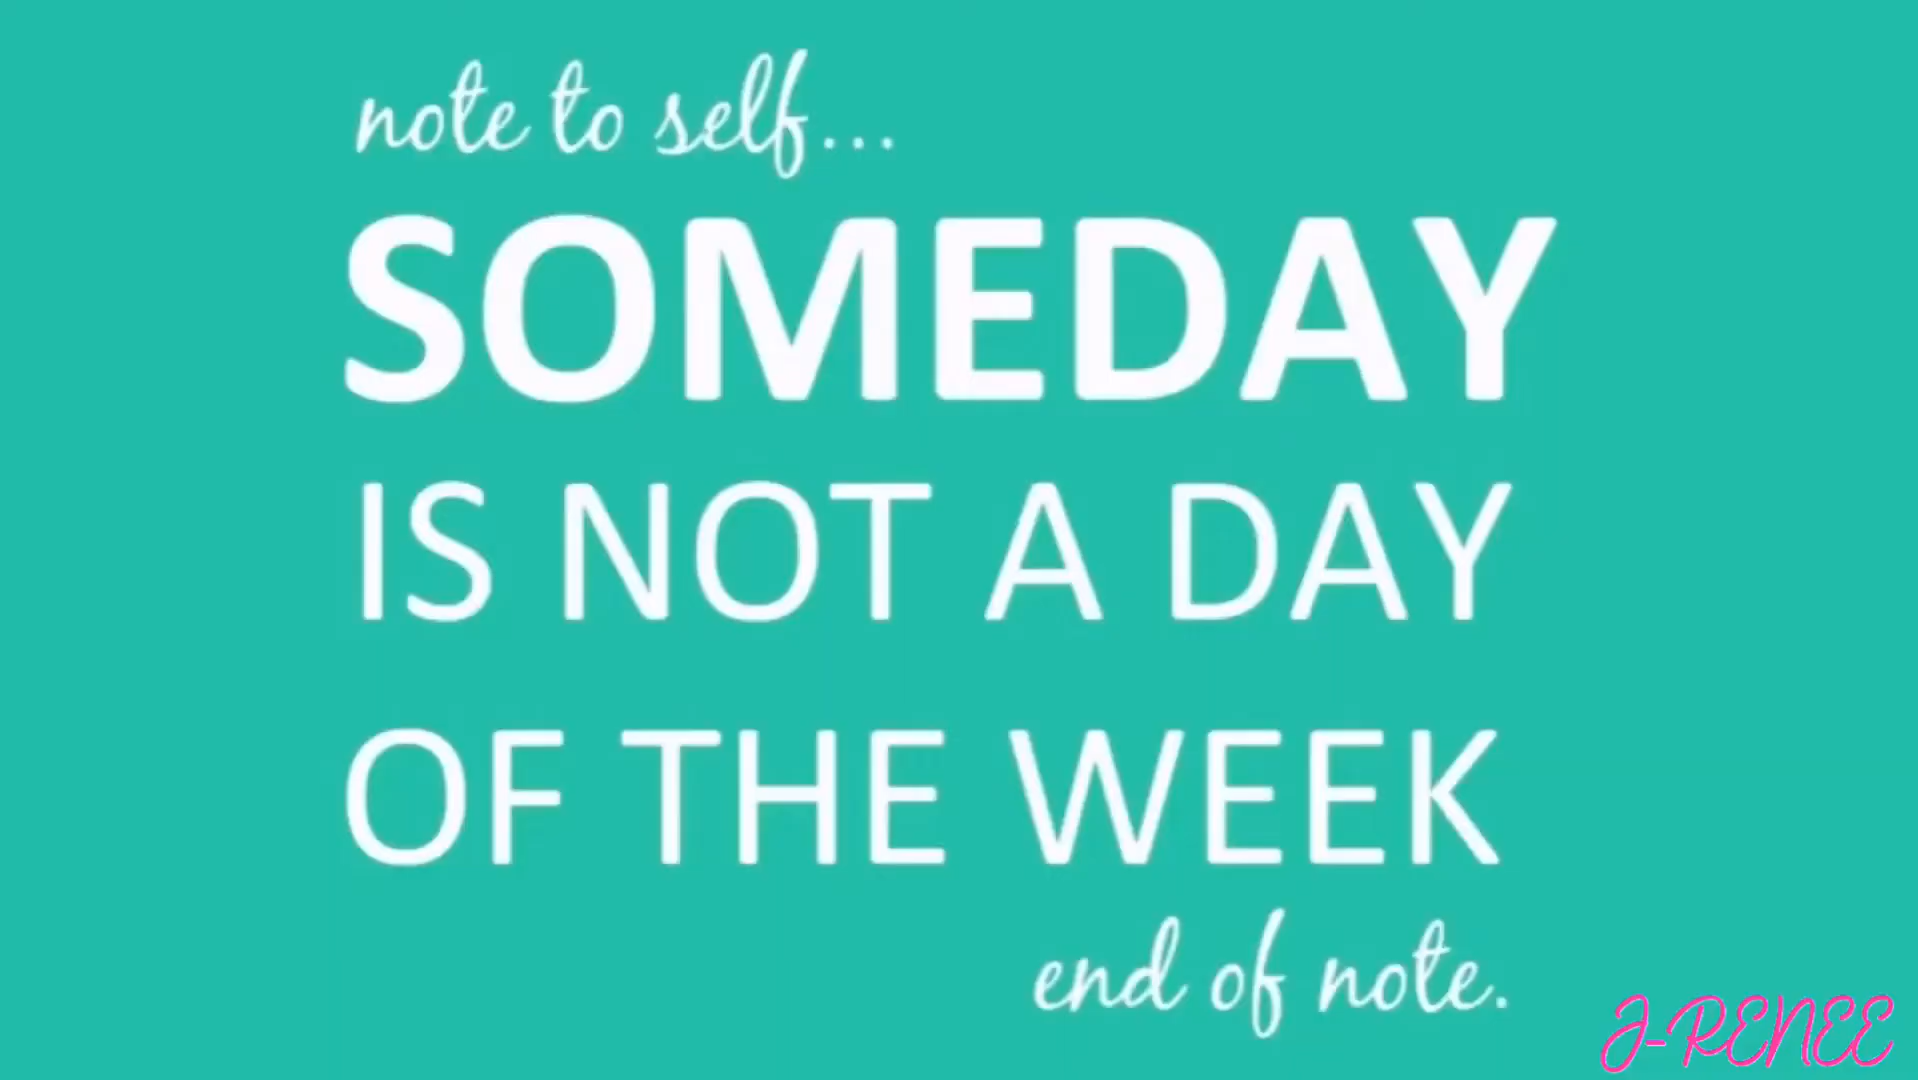 note to self...
SOMEDAY
IS NOT A DAY
OF THE WEEK
end of note.
J-RENEE